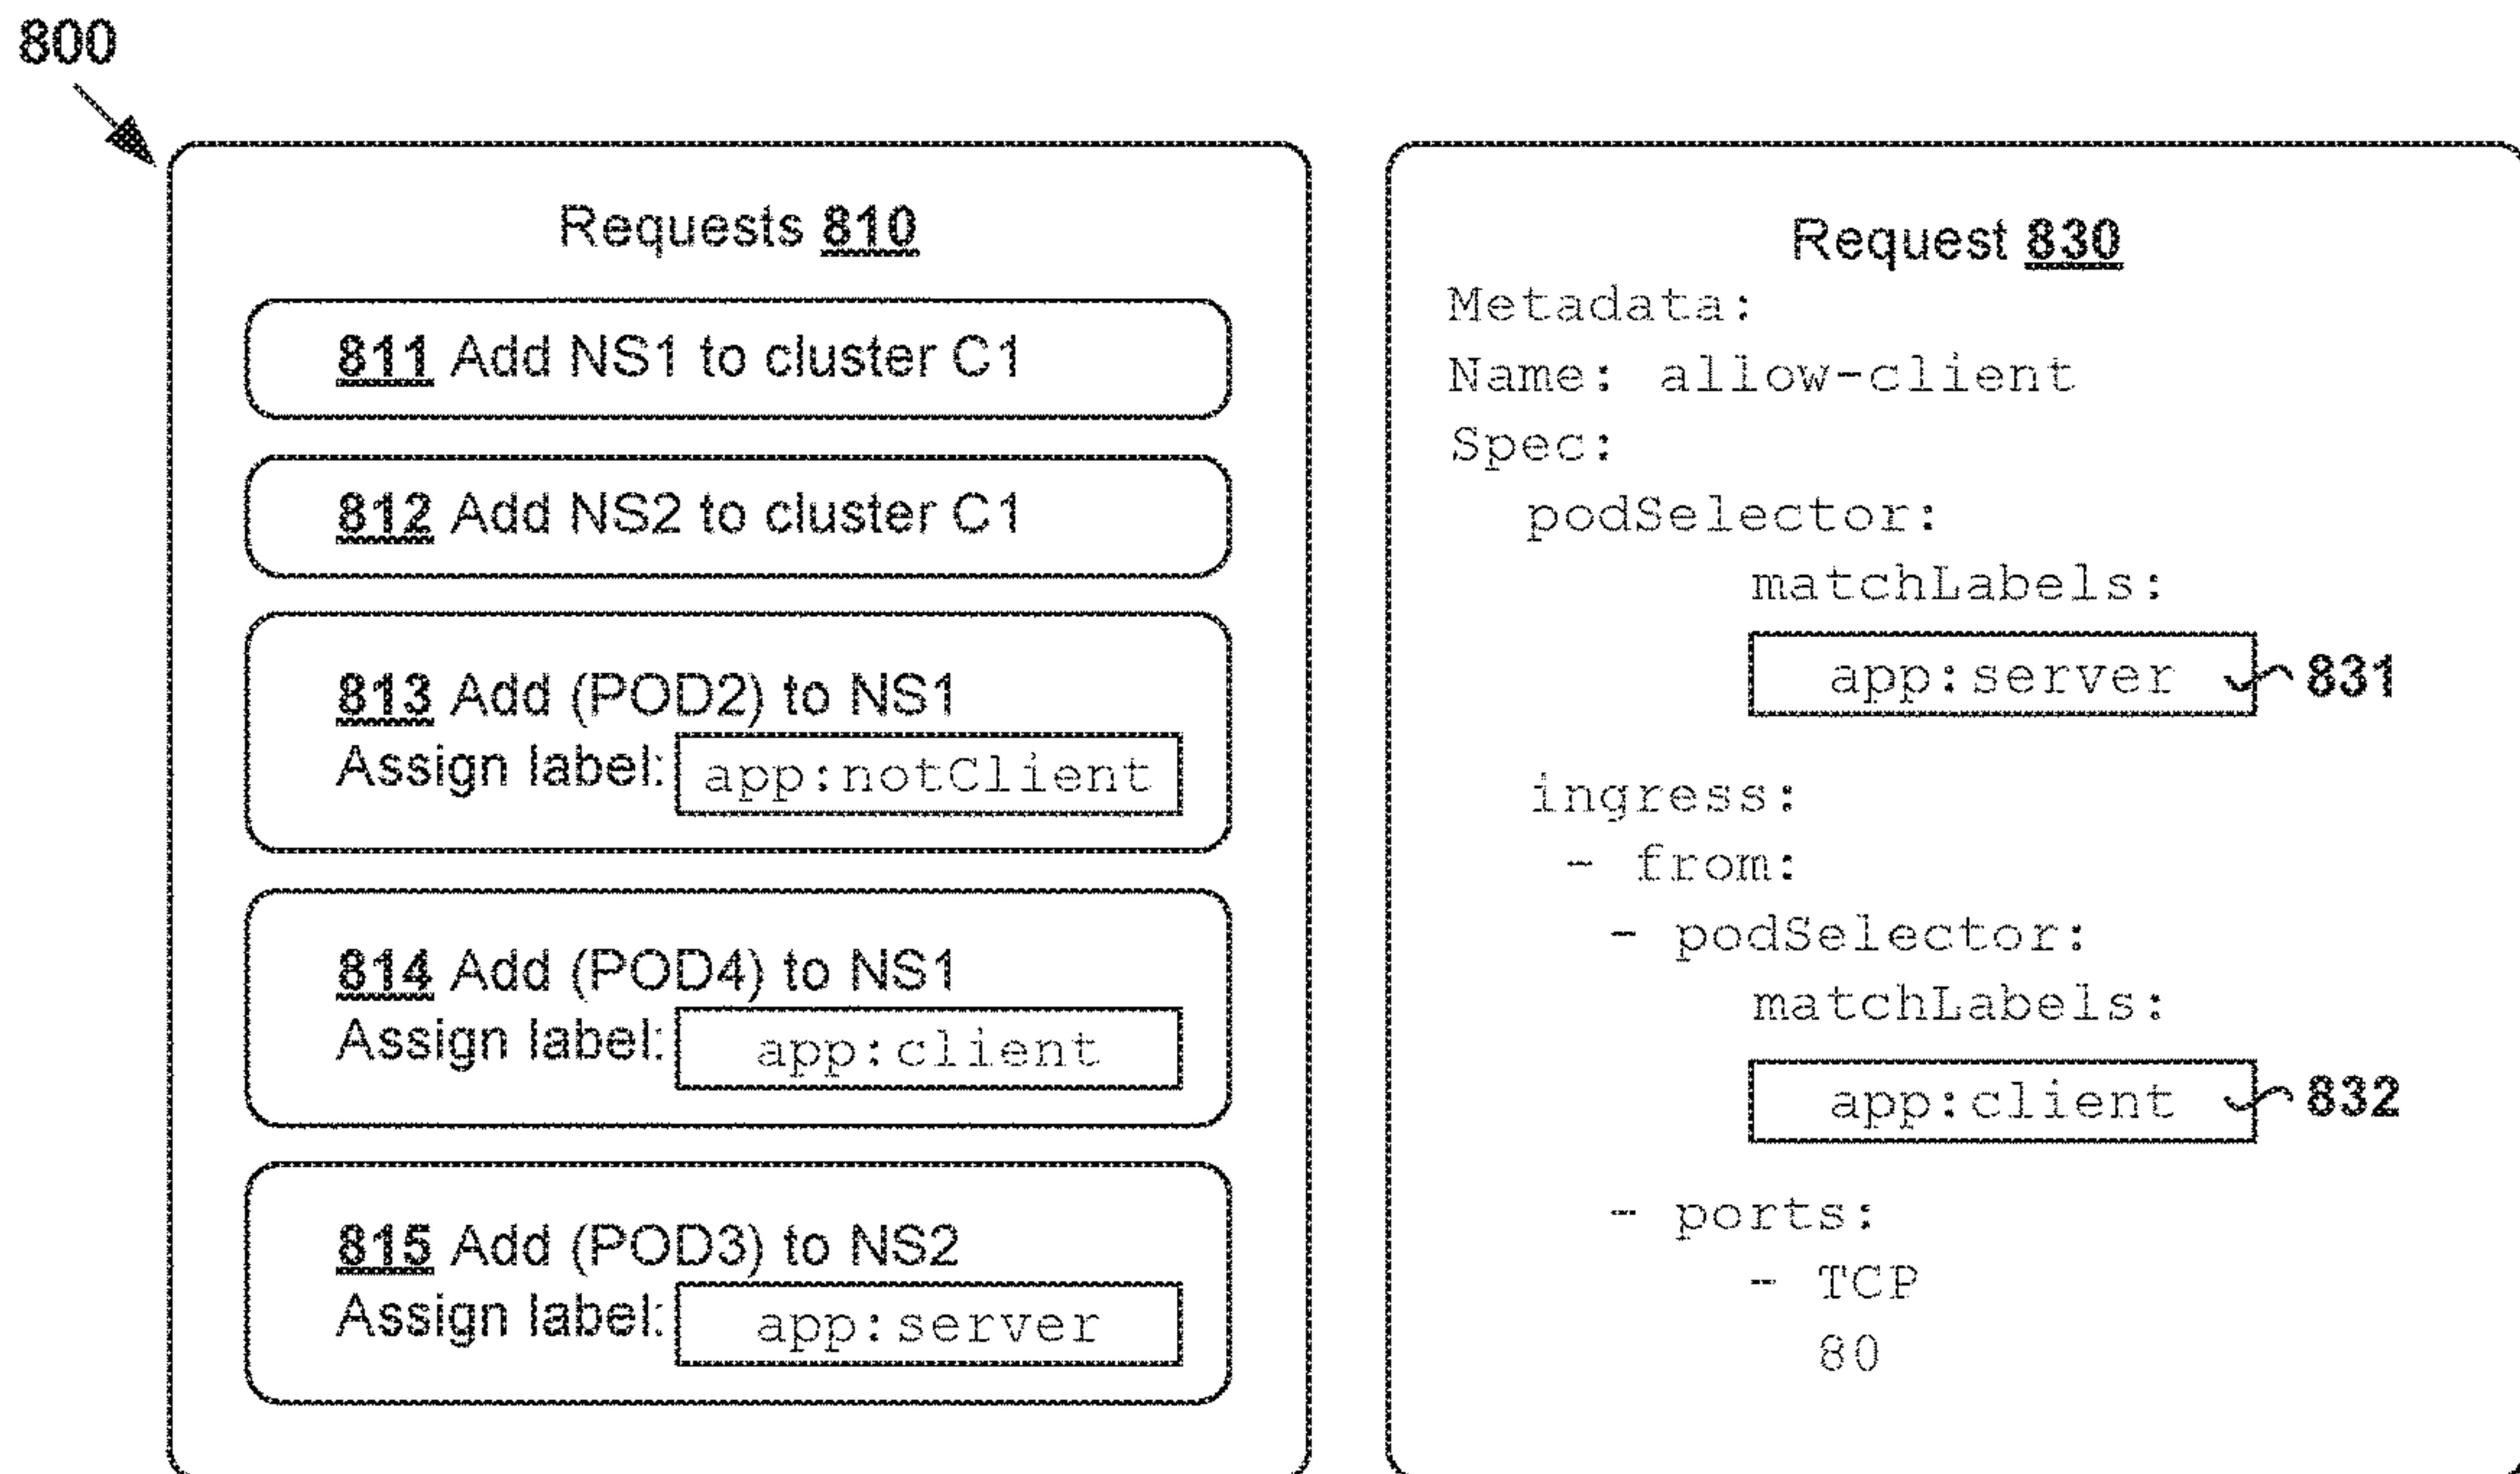 800
Requests 810
811 Add NS1 to cluster C1
812 Add NS2 to cluster C1
813 Add (POD2) to NS1
Assign label: app:notClient
814 Add (POD4) to NS1
Assign label: app:client
815 Add (POD3) to NS2
Assign label: app:server
Request 830
Metadata:
Name: allow-client
Spec:
podSelector:
matchLabels:
app:server 831
ingress:
- from:
- podSelector:
matchLabels:
app:client 832
- ports:
- TCP
80